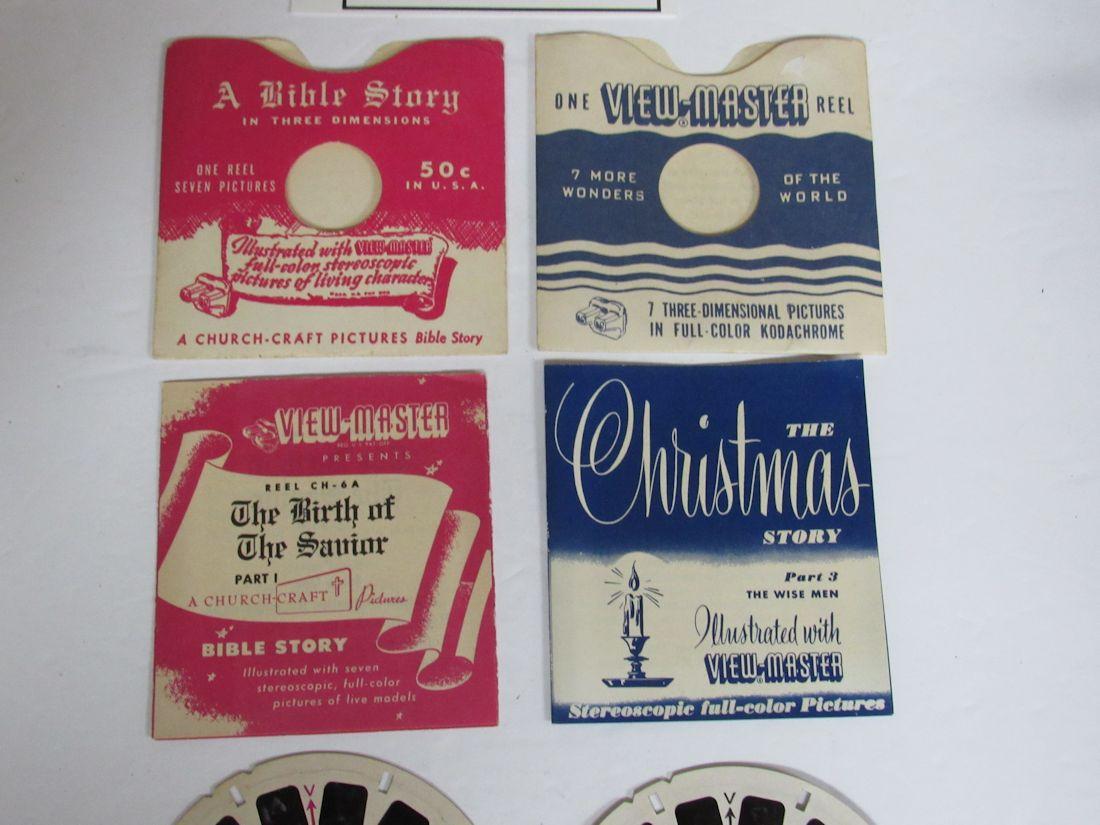 A Bible Story
IN THREE DIMENSIONS
ONE REEL
SEVEN PICTURES
50c
IN U.S.A.
Illustrated with VIEW-MASTER
full-color stereoscopic
pictures of living characters
A CHURCH-CRAFT PICTURES Bible Story
ONE VIEW-MASTER® REEL
7 MORE
WONDERS
OF THE
WORLD
7 THREE-DIMENSIONAL PICTURES
IN FULL-COLOR KODACHROME
VIEW-MASTER
REG. U.S. PAT. OFF.
PRESENTS
REEL CH-6A
The Birth of
The Savior
PART I
A CHURCH-CRAFT Pictures
BIBLE STORY
Illustrated with seven
stereoscopic, full-color
pictures of live models
THE
Christmas
STORY
Part 3
THE WISE MEN
Illustrated with
VIEW-MASTER®
Stereoscopic full-color Pictures
V
V